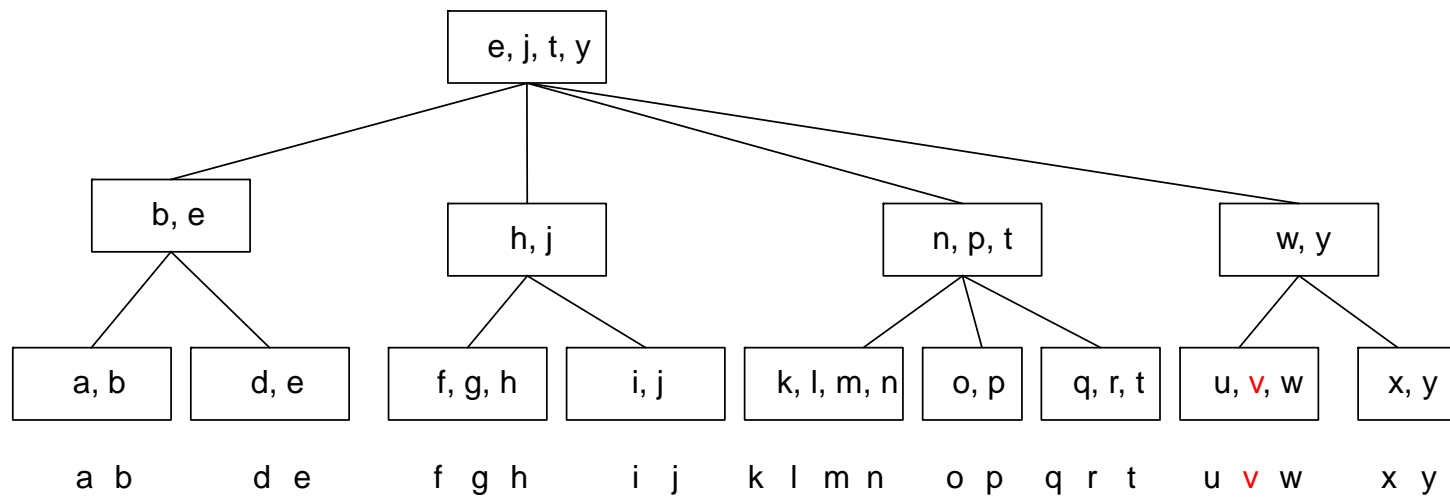 e, j, t, y
b, e
h, j
n, p, t
w, y
a, b
d, e
f, g, h
i, j
k, l, m, n
o, p
q, r, t
u, v, w
x, y
a b d e f g h i j k l m n o p q r t u v w x y